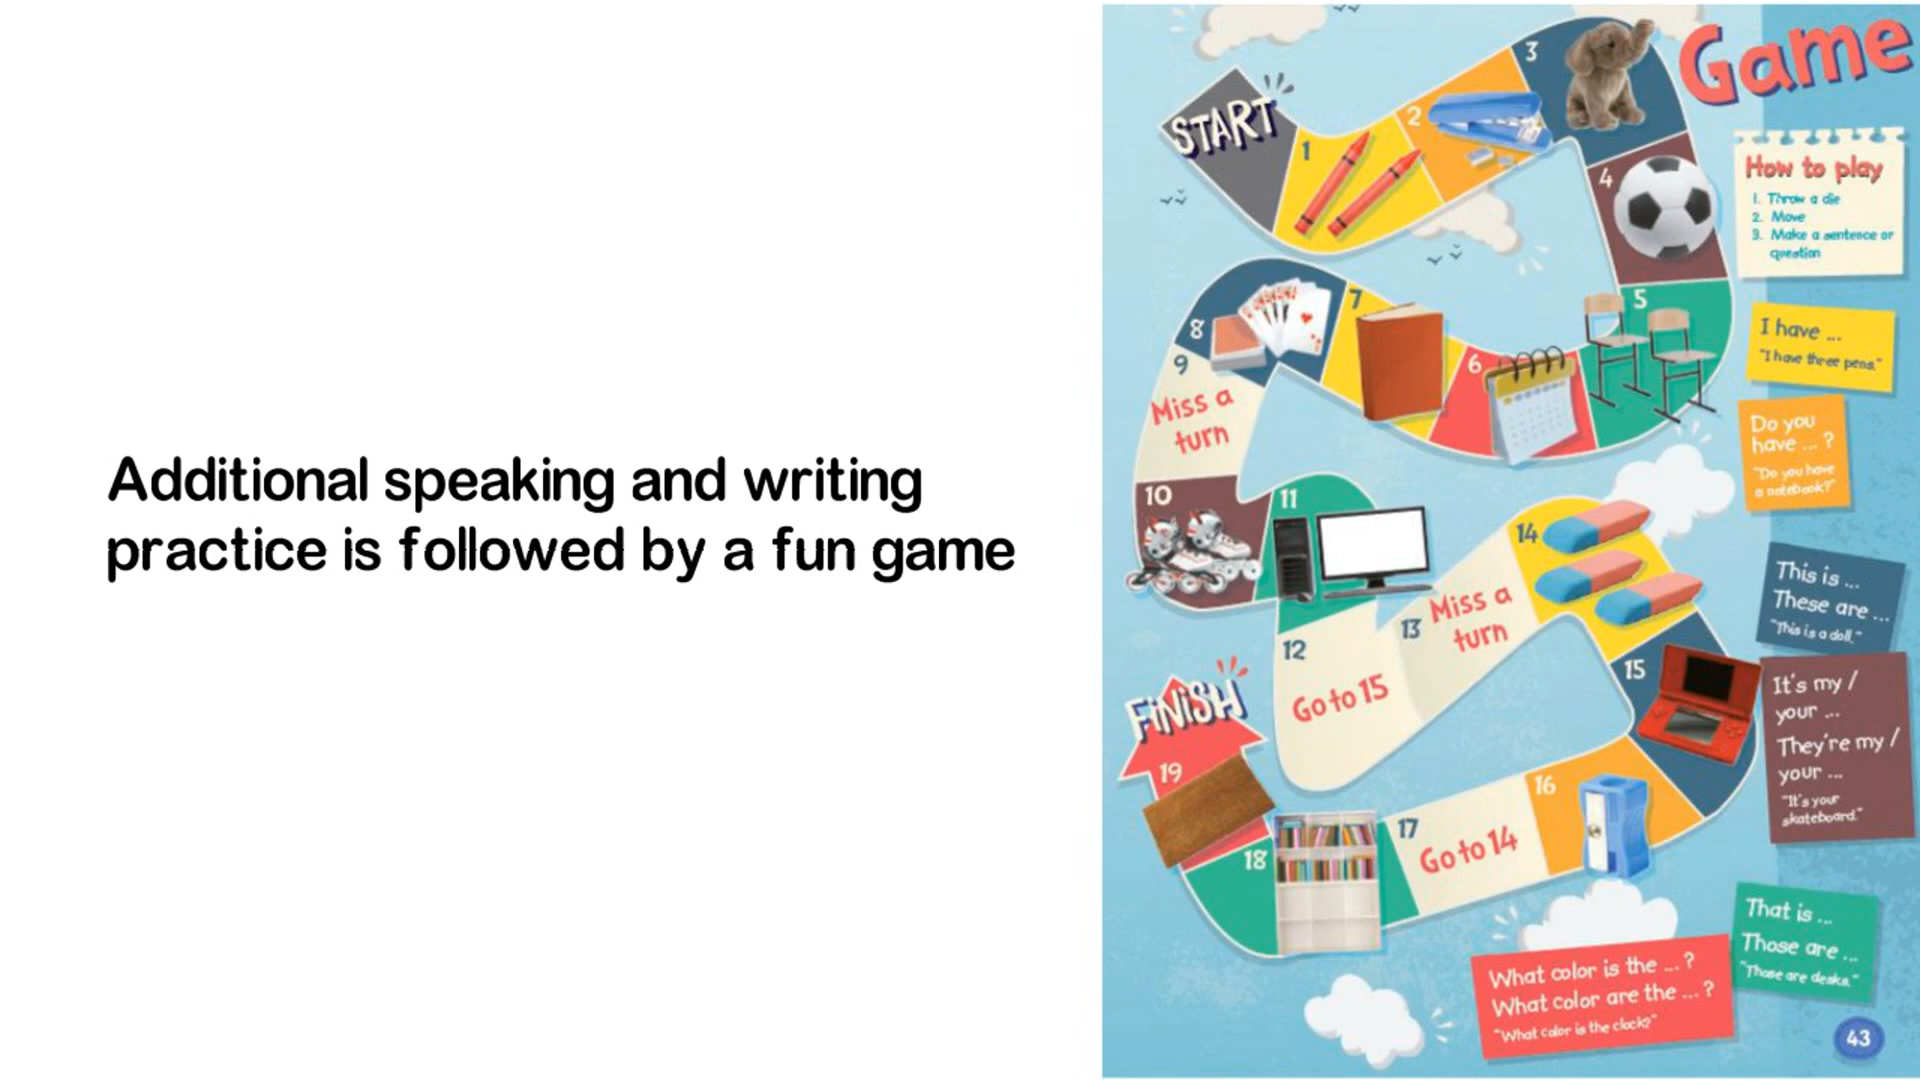 Additional speaking and writing
practice is followed by a fun game
Game
START
1
2
3
4
5
6
7
8
9
Miss a
turn
10
11
12
Go to 15
13
Miss a
turn
14
15
16
17
Go to 14
18
19
FINISH
How to play
1. Throw a die
2. Move
3. Make a sentence or
question
I have ...
"I have three pens."
Do you
have ... ?
"Do you have
a notebook?"
This is ...
These are ...
"This is a doll."
It's my /
your ...
They're my /
your ...
"It's your
skateboard."
That is ...
Those are ...
"Those are desks."
What color is the ... ?
What color are the ... ?
"What color is the clock?"
43